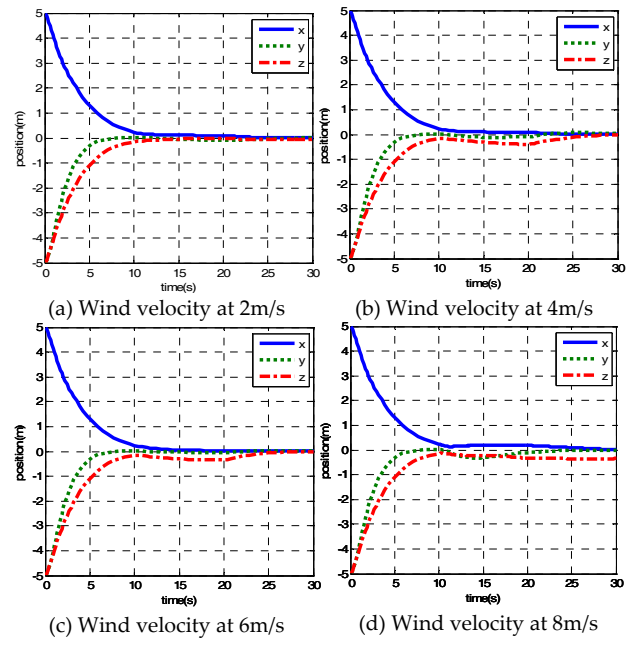 5
4
3
2
1
0
-1
-2
-3
-4
-5
position(m)
0 5 10 15 20 25 30
time(s)
x
y
z
(a) Wind velocity at 2m/s
5
4
3
2
1
0
-1
-2
-3
-4
-5
position(m)
0 5 10 15 20 25 30
time(s)
x
y
z
(b) Wind velocity at 4m/s
5
4
3
2
1
0
-1
-2
-3
-4
-5
position(m)
0 5 10 15 20 25 30
time(s)
x
y
z
(c) Wind velocity at 6m/s
5
4
3
2
1
0
-1
-2
-3
-4
-5
position(m)
0 5 10 15 20 25 30
time(s)
x
y
z
(d) Wind velocity at 8m/s